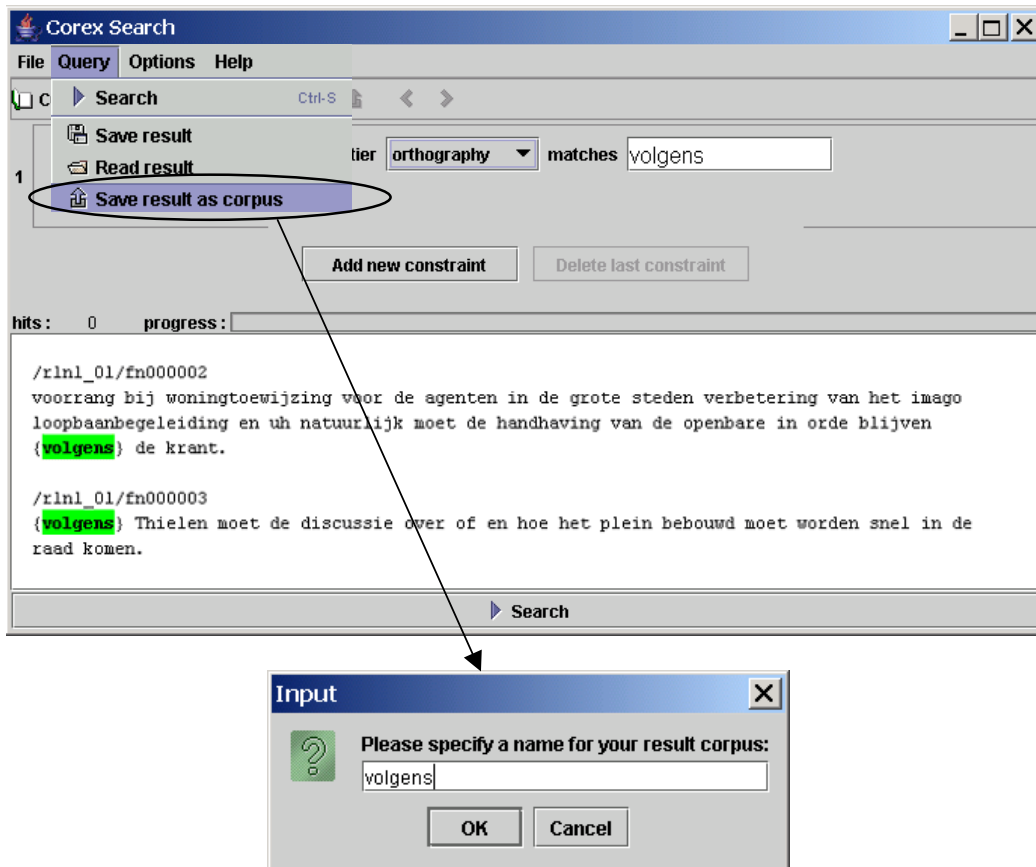 Corex Search
File Query Options Help
C
Search Ctrl-S
Save result
Read result
Save result as corpus
1
tier orthography matches volgens
Add new constraint Delete last constraint
hits : 0 progress :
/rlnl_01/fn000002
voorrang bij woningtoewijzing voor de agenten in de grote steden verbetering van het imago
loopbaanbegeleiding en uh natuurlijk moet de handhaving van de openbare in orde blijven
{volgens} de krant.
/rlnl_01/fn000003
{volgens} Thielen moet de discussie over of en hoe het plein bebouwd moet worden snel in de
raad komen.
Search
Input
Please specify a name for your result corpus:
volgens
OK Cancel